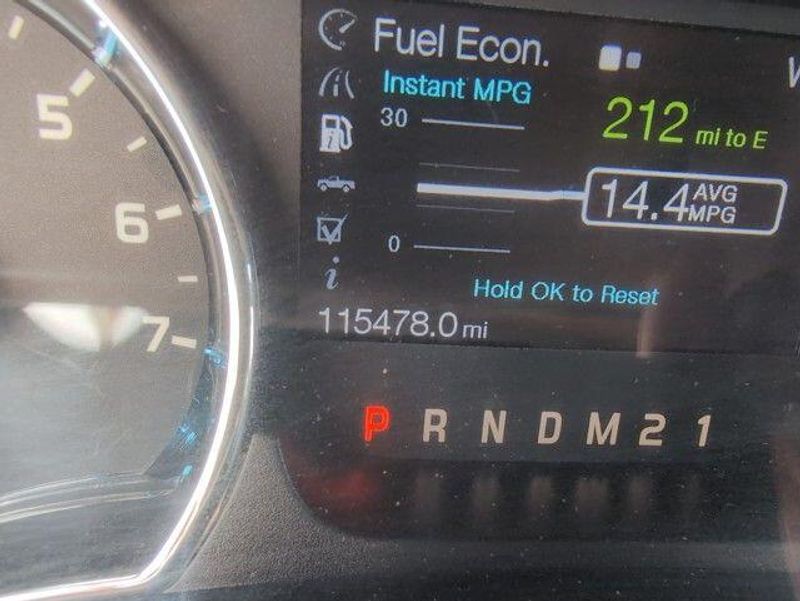 Fuel Econ.
Instant MPG
30
212 mi to E
14.4 AVG MPG
0
Hold OK to Reset
115478.0 mi
P R N D M 2 1
5
6
7